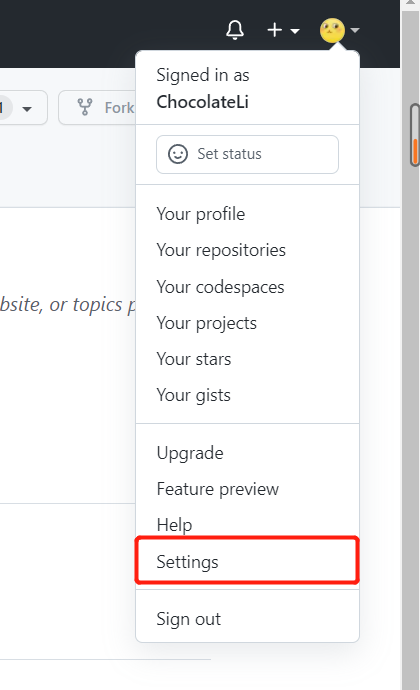 Fork
Signed in as
ChocolateLi
Set status
Your profile
Your repositories
Your codespaces
bsite, or topics p
Your projects
Your stars
Your gists
Upgrade
Feature preview
Help
Settings
Sign out